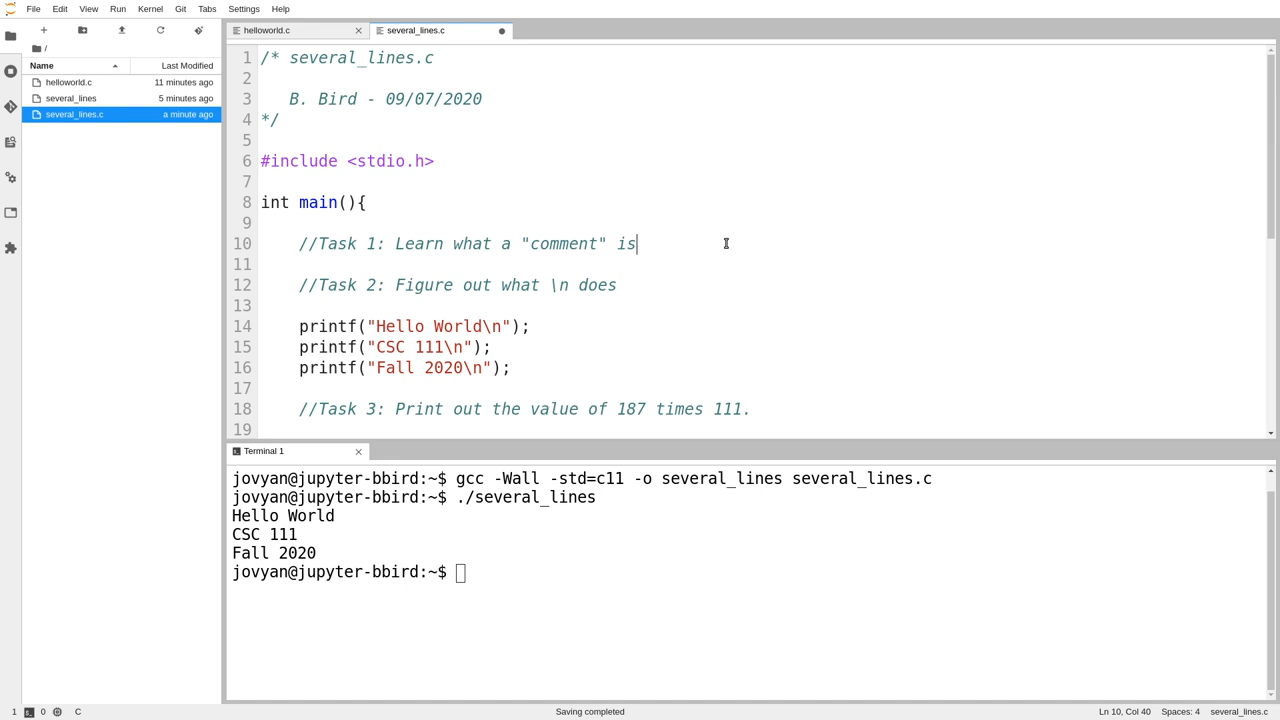 File Edit View Run Kernel Git Tabs Settings Help
helloworld.c
several_lines.c
/
Name Last Modified
helloworld.c 11 minutes ago
several_lines 5 minutes ago
several_lines.c a minute ago
1 /* several_lines.c
2
3    B. Bird - 09/07/2020
4 */
5
6 #include <stdio.h>
7
8 int main(){
9
10     //Task 1: Learn what a "comment" is
11
12     //Task 2: Figure out what \n does
13
14     printf("Hello World\n");
15     printf("CSC 111\n");
16     printf("Fall 2020\n");
17
18     //Task 3: Print out the value of 187 times 111.
19
Terminal 1
jovyan@jupyter-bbird:~$ gcc -Wall -std=c11 -o several_lines several_lines.c
jovyan@jupyter-bbird:~$ ./several_lines
Hello World
CSC 111
Fall 2020
jovyan@jupyter-bbird:~$
1 0 C Saving completed Ln 10, Col 40 Spaces: 4 several_lines.c